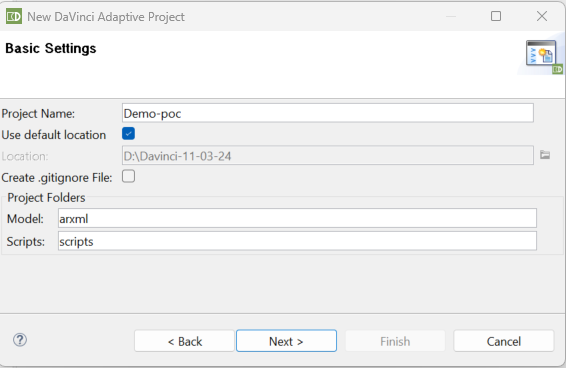 New DaVinci Adaptive Project
Basic Settings
Project Name: Demo-poc
Use default location
Location: D:\Davinci-11-03-24
Create .gitignore File:
Project Folders
Model: arxml
Scripts: scripts
< Back Next > Finish Cancel